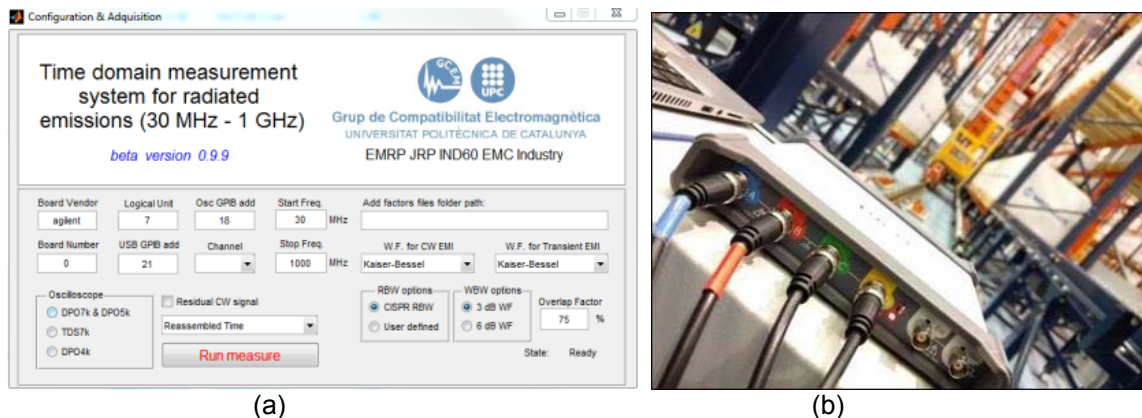 Configuration & Adquisition
Time domain measurement
system for radiated
emissions (30 MHz - 1 GHz)
beta version 0.9.9
GCEM
UPC
Grup de Compatibilitat Electromagnètica
UNIVERSITAT POLITÈCNICA DE CATALUNYA
EMRP JRP IND60 EMC Industry
Board Vendor Logical Unit Osc GPIB add Start Freq. Add factors files folder path:
agilent 7 18 30 MHz
Board Number USB GPIB add Channel Stop Freq. W.F. for CW EMI W.F. for Transient EMI
0 21 1000 MHz Kaiser-Bessel Kaiser-Bessel
Osciloscope
DPO7k & DPO5k
TDS7k
DPO4k
Residual CW signal
Reassembled Time
Run measure
RBW options
CISPR RBW
User defined
WBW options
3 dB WF
6 dB WF
Overlap Factor
75 %
State: Ready
A
B
(a)
(b)